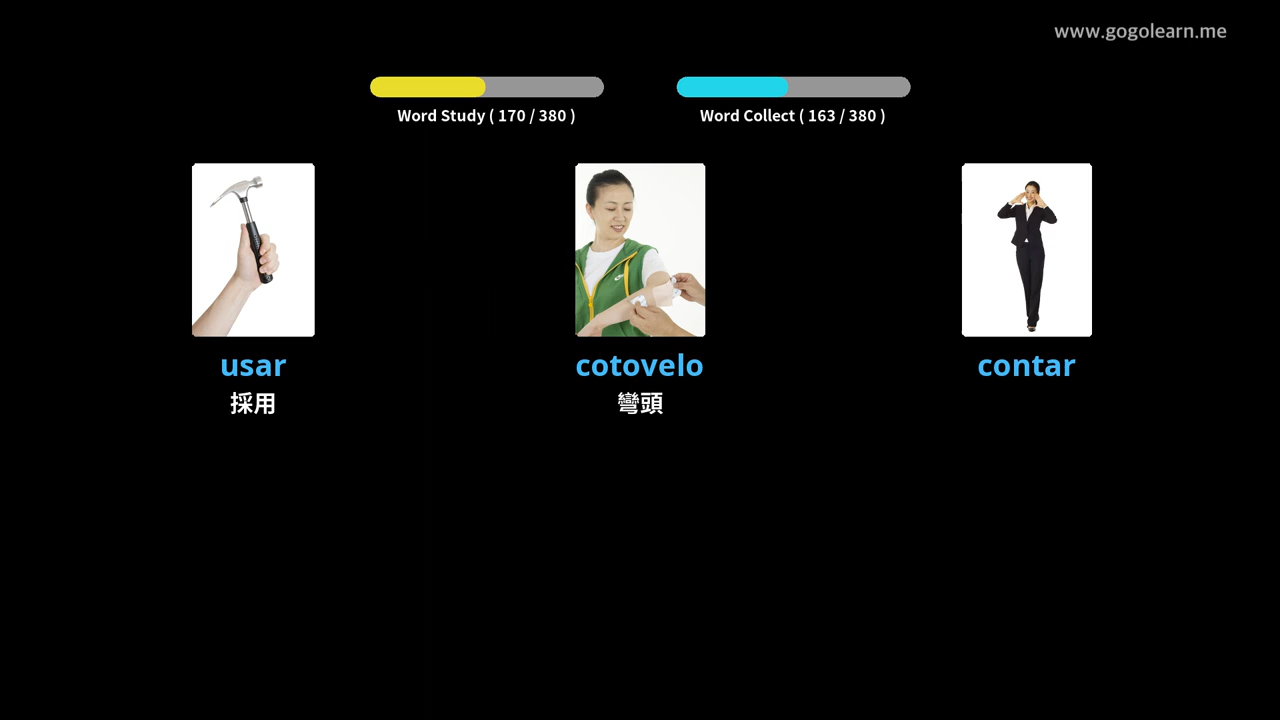 www.gogolearn.me
Word Study ( 170 / 380 )
Word Collect ( 163 / 380 )
usar
cotovelo
contar
採用
彎頭